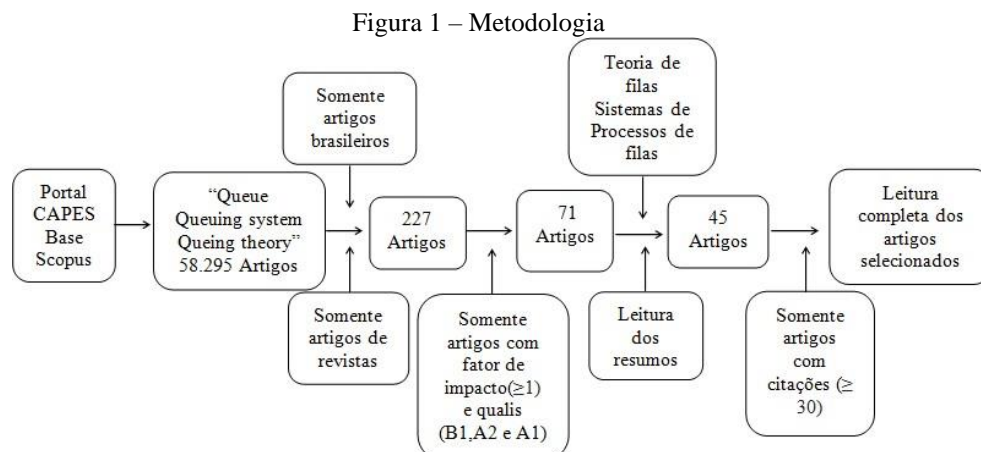 Figura 1 – Metodologia
Portal
CAPES
Base
Scopus
“Queue
Queuing system
Queing theory”
58.295 Artigos
Somente
artigos
brasileiros
Somente
artigos de
revistas
227
Artigos
Somente
artigos com
fator de
impacto(≥1)
e qualis
(B1,A2 e A1)
71
Artigos
Teoria de
filas
Sistemas de
Processos de
filas
Leitura
dos
resumos
45
Artigos
Somente
artigos
com
citações (≥
30)
Leitura
completa dos
artigos
selecionados